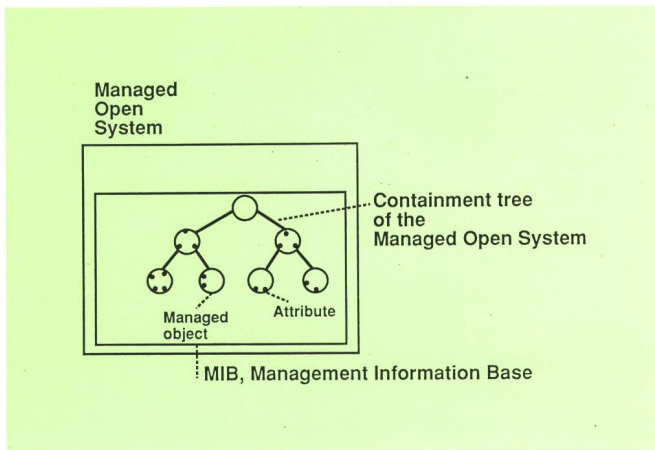 Managed
Open
System
Containment tree
of the
Managed Open System
Managed
object
Attribute
MIB, Management Information Base